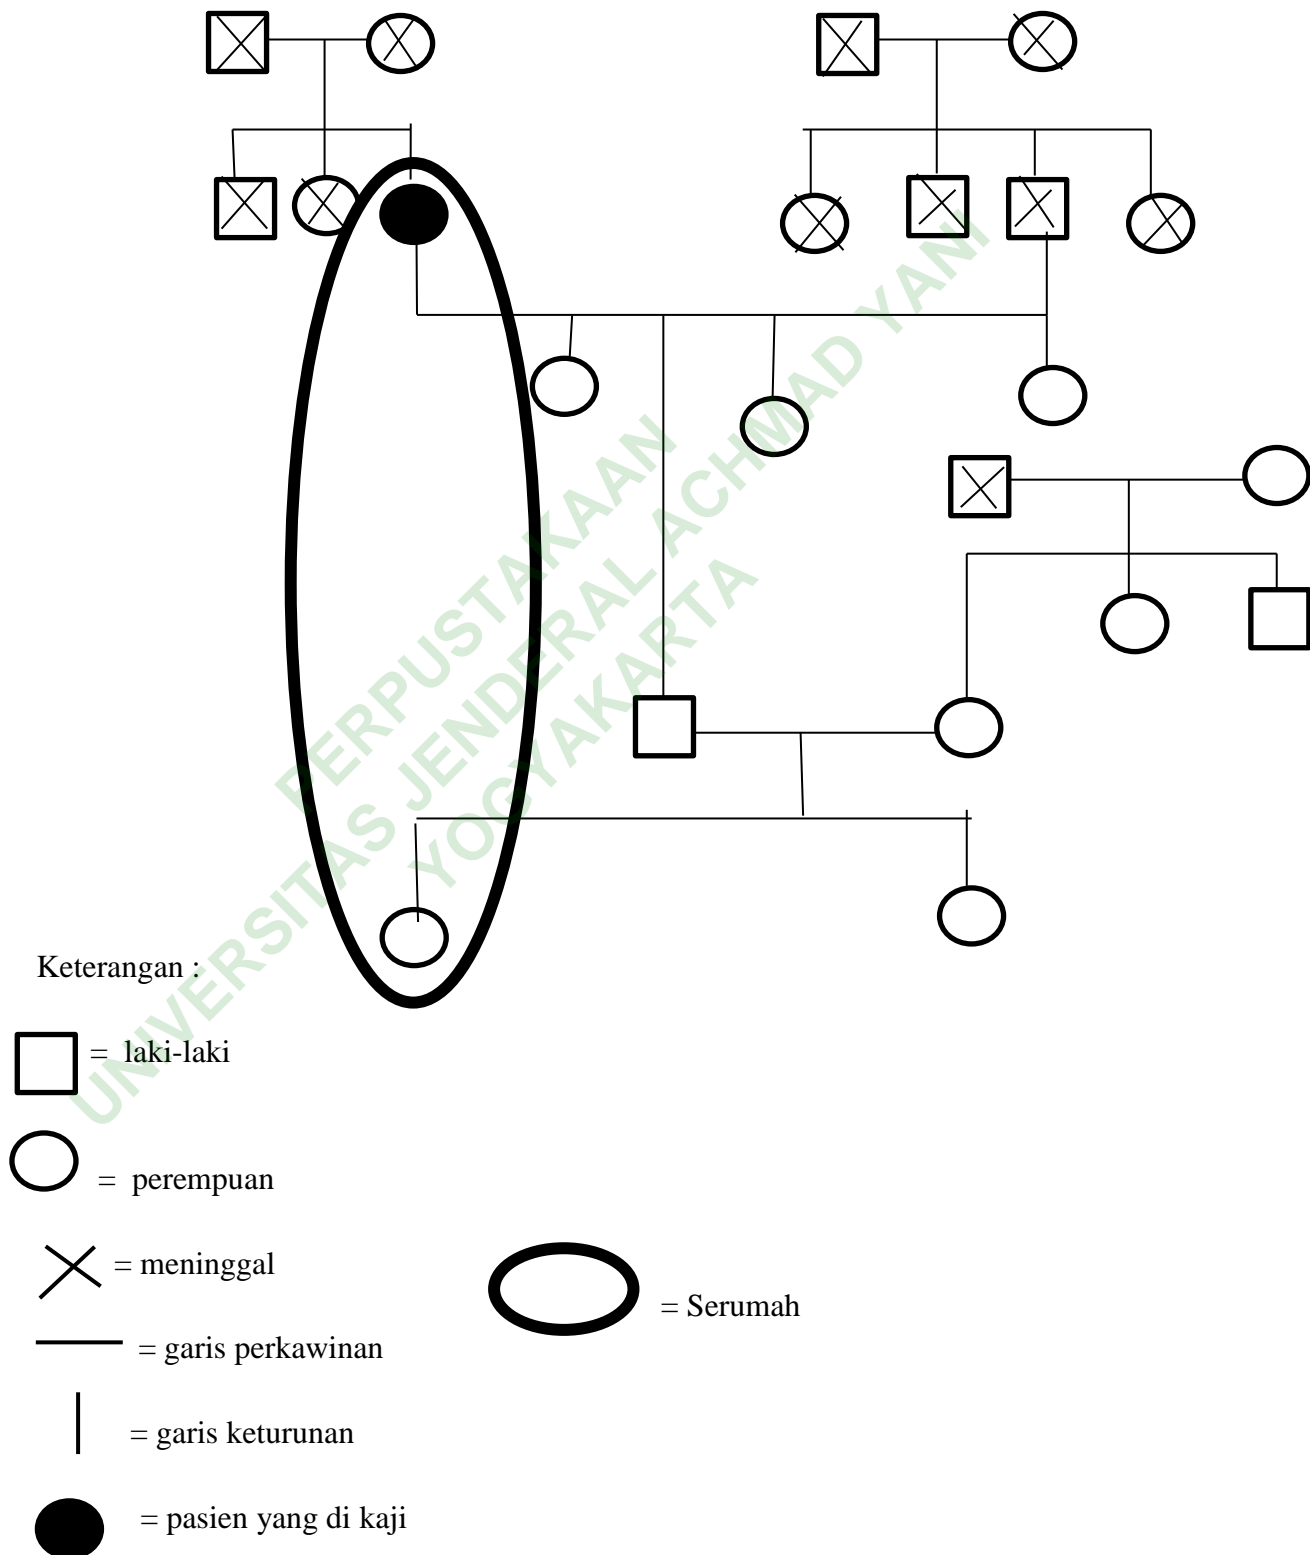 PERPUSTAKAAN
UNIVERSITAS JENDERAL ACHMAD YANI
YOGYAKARTA
Keterangan :
= laki-laki
= perempuan
= meninggal
= Serumah
= garis perkawinan
= garis keturunan
= pasien yang di kaji